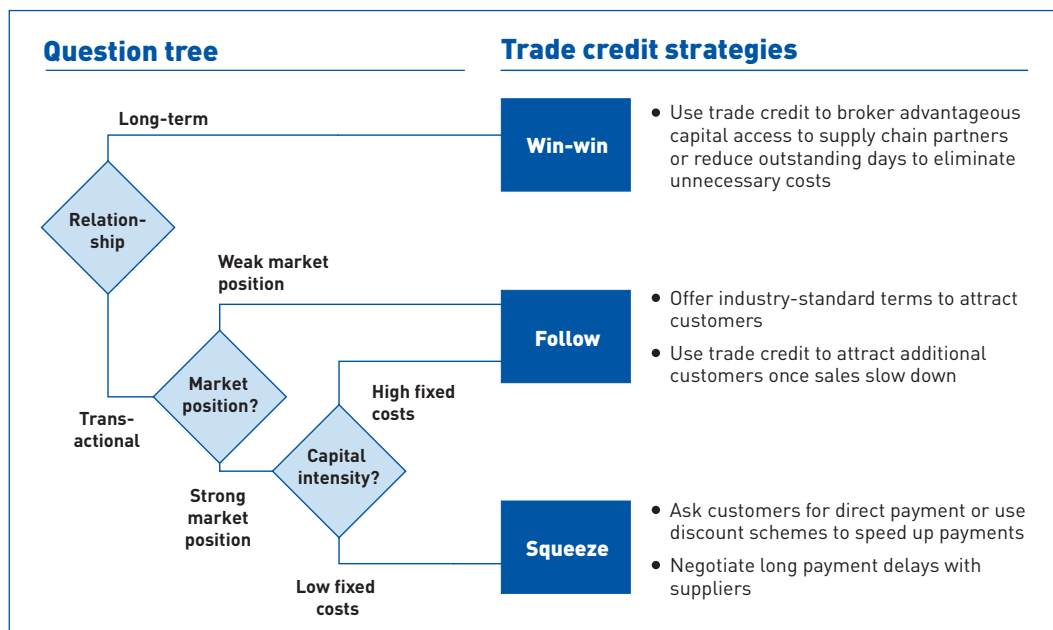 Question tree
Trade credit strategies
Long-term
Relation-
ship
Win-win
• Use trade credit to broker advantageous
capital access to supply chain partners
or reduce outstanding days to eliminate
unnecessary costs
Weak market
position
Market
position?
Trans-
actional
Follow
• Offer industry-standard terms to attract
customers
• Use trade credit to attract additional
customers once sales slow down
High fixed
costs
Capital
intensity?
Strong
market
position
Low fixed
costs
Squeeze
• Ask customers for direct payment or use
discount schemes to speed up payments
• Negotiate long payment delays with
suppliers